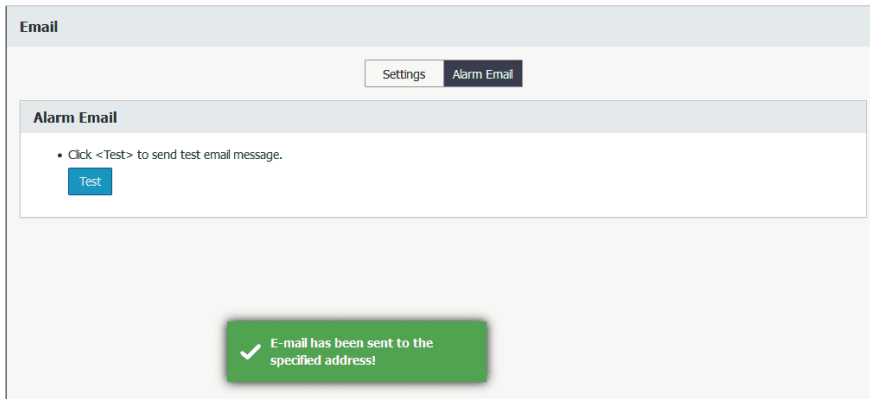 Email
Settings
Alarm Email
Alarm Email
• Click <Test> to send test email message.
Test
E-mail has been sent to the
specified address!